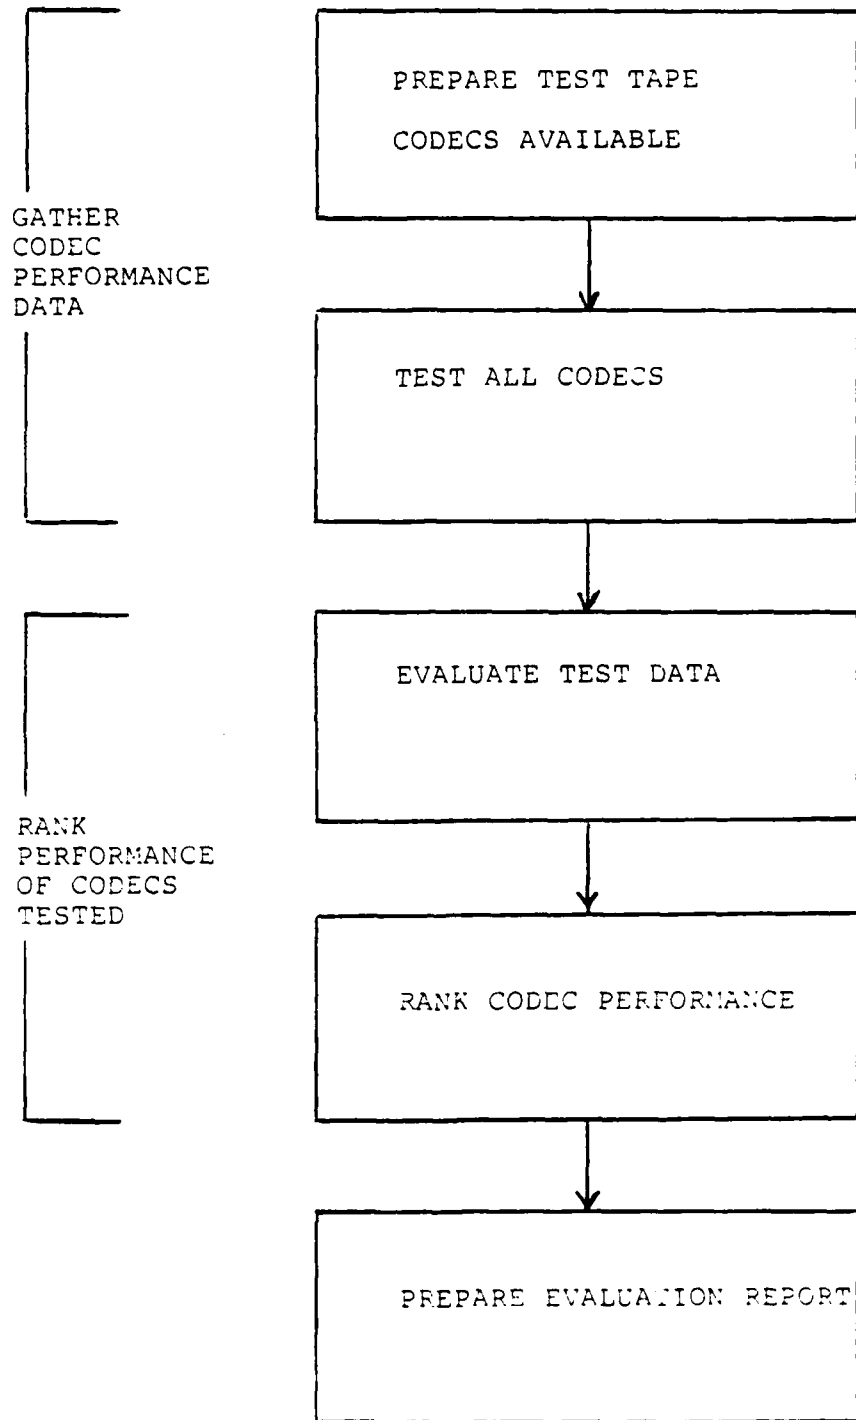 PREPARE TEST TAPE
CODECS AVAILABLE
GATHER
CODEC
PERFORMANCE
DATA
TEST ALL CODECS
EVALUATE TEST DATA
RANK
PERFORMANCE
OF CODECS
TESTED
RANK CODEC PERFORMANCE
PREPARE EVALUATION REPORT